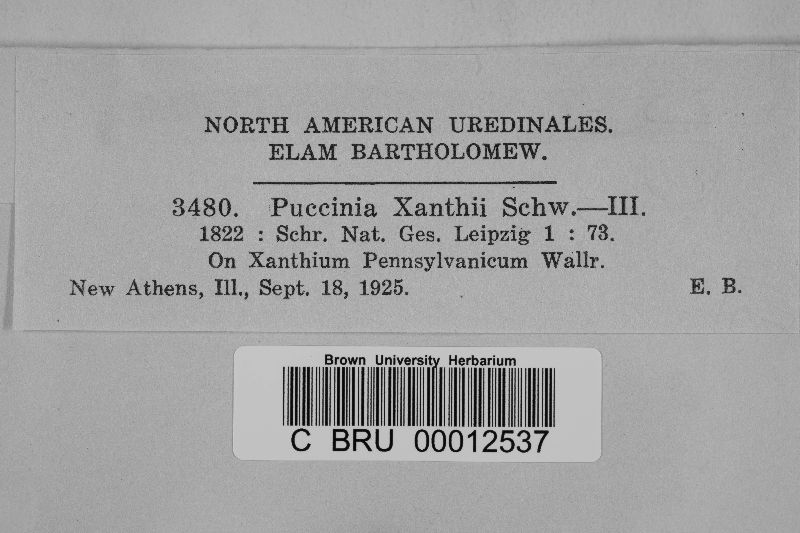 NORTH AMERICAN UREDINALES.
ELAM BARTHOLOMEW.
3480. Puccinia Xanthii Schw.—III.
1822 : Schr. Nat. Ges. Leipzig 1 : 73.
On Xanthium Pennsylvanicum Wallr.
New Athens, Ill., Sept. 18, 1925. E. B.
Brown University Herbarium
C BRU 00012537